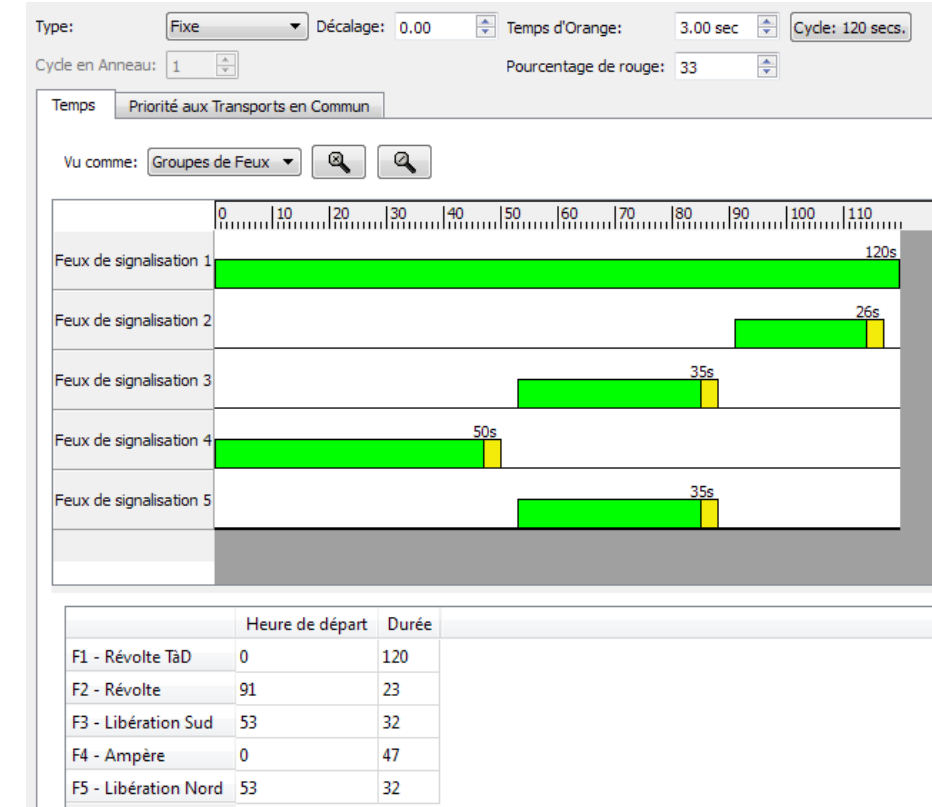 Type: Fixe Décalage: 0.00 Temps d'Orange: 3.00 sec Cycle: 120 secs.
Cycle en Anneau: 1 Pourcentage de rouge: 33
Temps Priorité aux Transports en Commun
Vu comme: Groupes de Feux
0 10 20 30 40 50 60 70 80 90 100 110
120s
Feux de signalisation 1
26s
Feux de signalisation 2
35s
Feux de signalisation 3
50s
Feux de signalisation 4
35s
Feux de signalisation 5
Heure de départ Durée
F1 - Révolte TàD 0 120
F2 - Révolte 91 23
F3 - Libération Sud 53 32
F4 - Ampère 0 47
F5 - Libération Nord 53 32